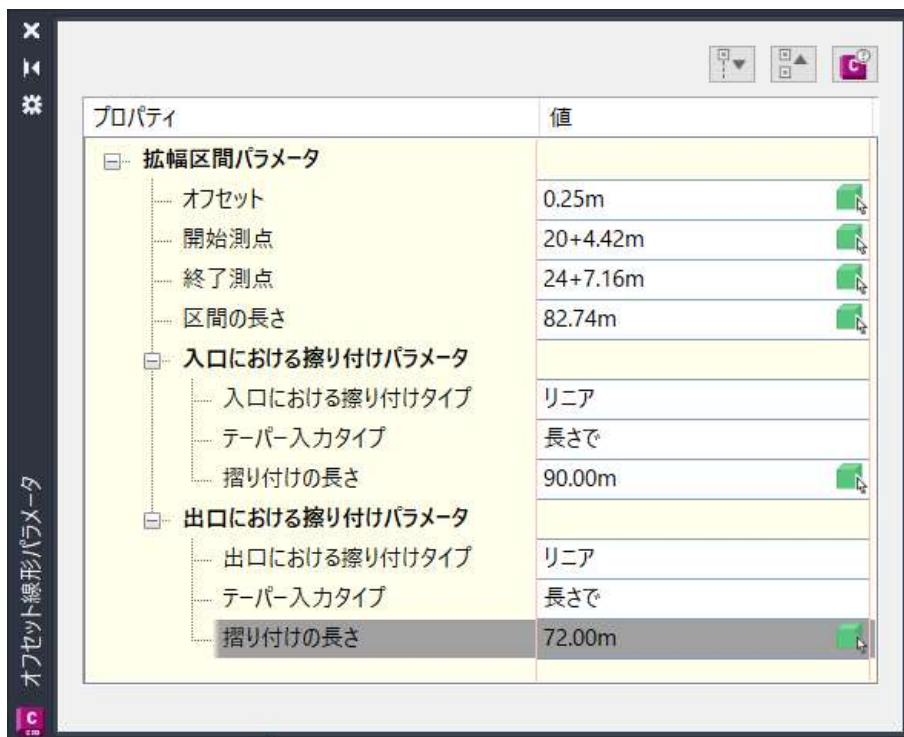 プロパティ 値
拡幅区間パラメータ
オフセット 0.25m
開始測点 20+4.42m
終了測点 24+7.16m
区間の長さ 82.74m
入口における擦り付けパラメータ
入口における擦り付けタイプ リニア
テーパー入力タイプ 長さで
摺り付けの長さ 90.00m
出口における擦り付けパラメータ
出口における擦り付けタイプ リニア
テーパー入力タイプ 長さで
摺り付けの長さ 72.00m
オフセット線形パラメータ